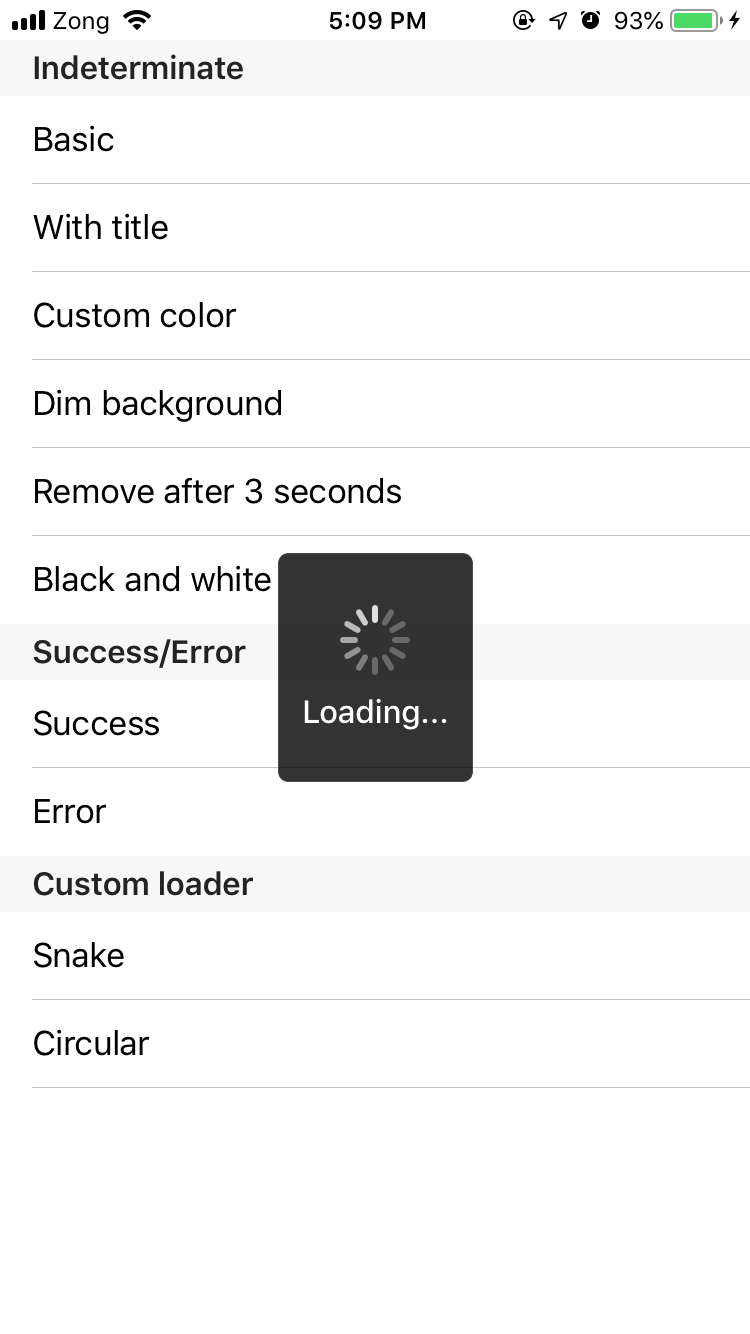 Zong 5:09 PM 93%
Indeterminate
Basic
With title
Custom color
Dim background
Remove after 3 seconds
Black and white
Success/Error
Loading...
Success
Error
Custom loader
Snake
Circular